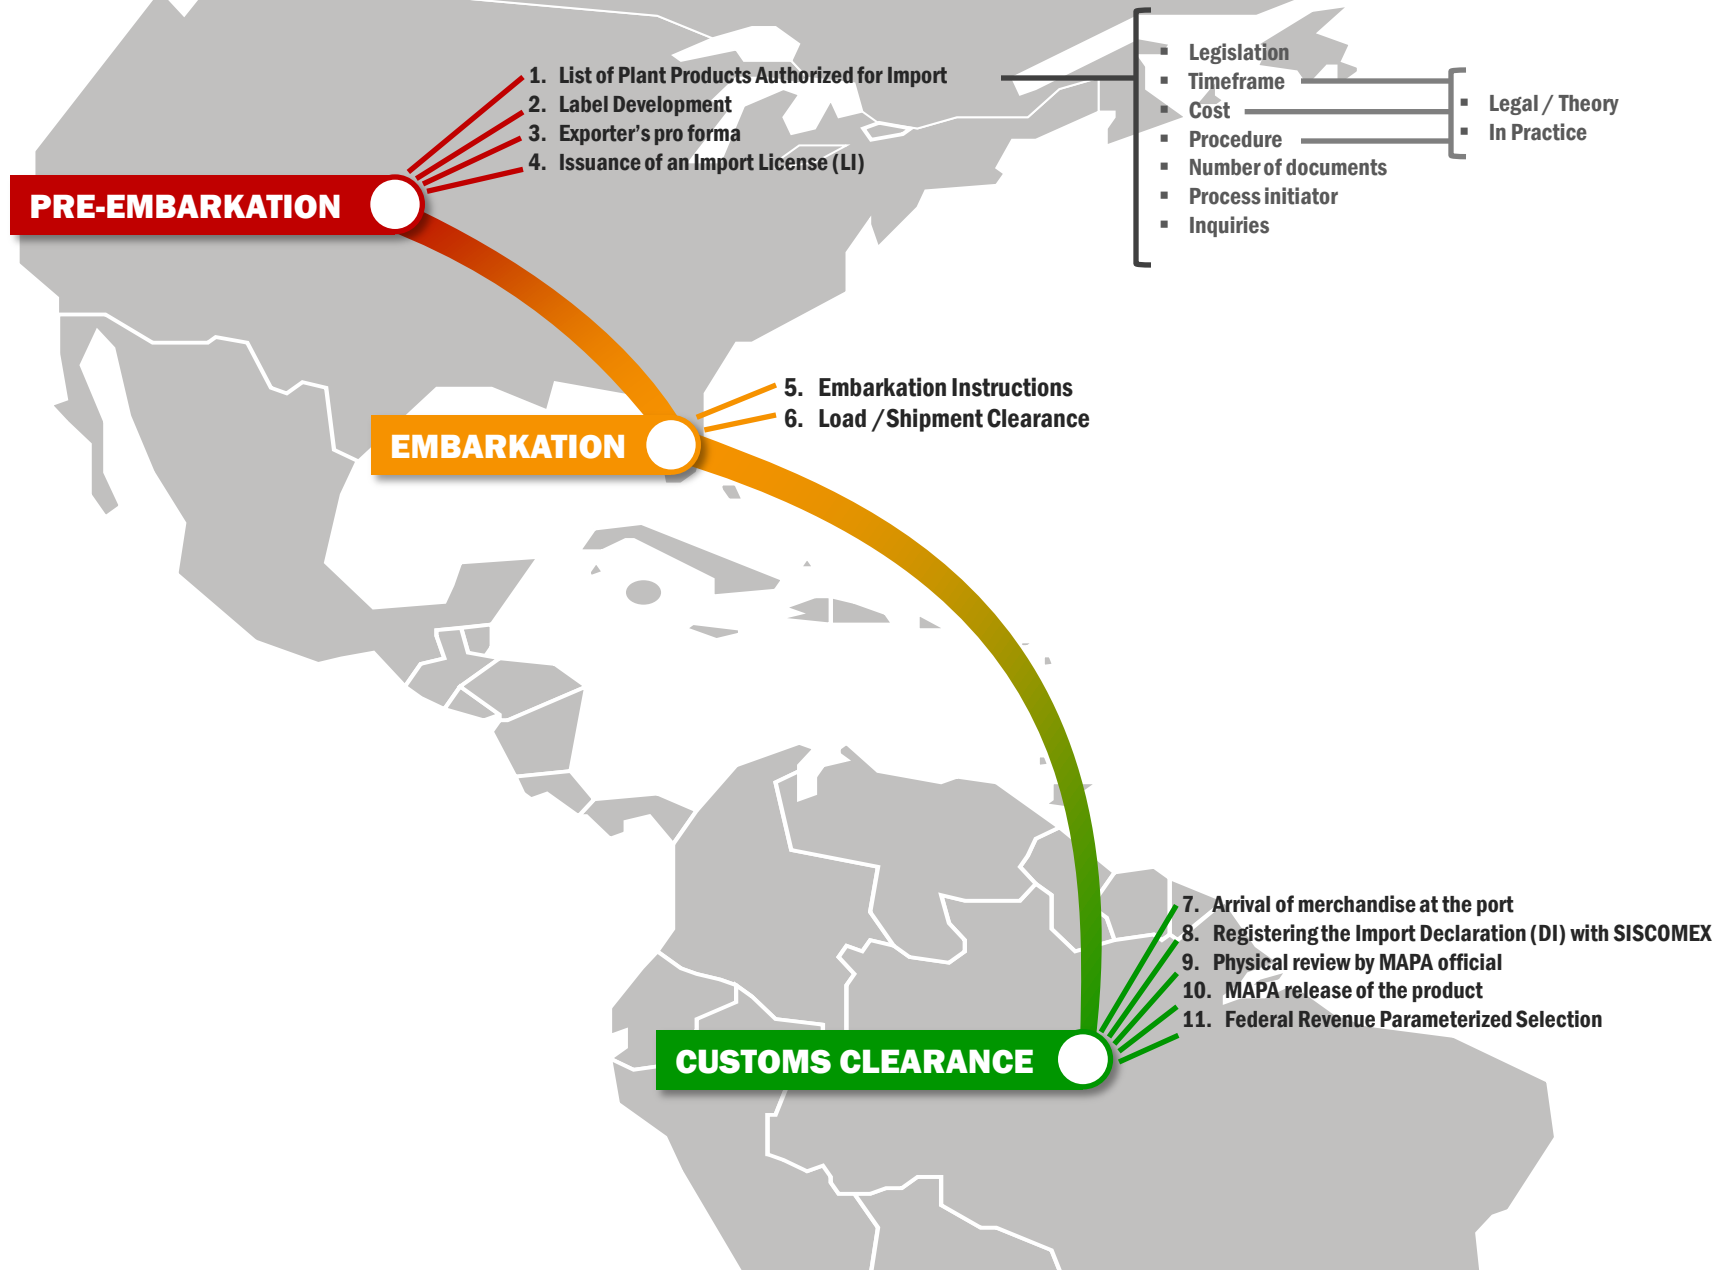 1. List of Plant Products Authorized for Import
2. Label Development
3. Exporter's pro forma
4. Issuance of an Import License (LI)
▪ Legislation
▪ Timeframe
▪ Cost
▪ Procedure
▪ Number of documents
▪ Process initiator
▪ Inquiries
▪ Legal / Theory
▪ In Practice
PRE-EMBARKATION
5. Embarkation Instructions
6. Load / Shipment Clearance
EMBARKATION
7. Arrival of merchandise at the port
8. Registering the Import Declaration (DI) with SISCOMEX
9. Physical review by MAPA official
10. MAPA release of the product
11. Federal Revenue Parameterized Selection
CUSTOMS CLEARANCE